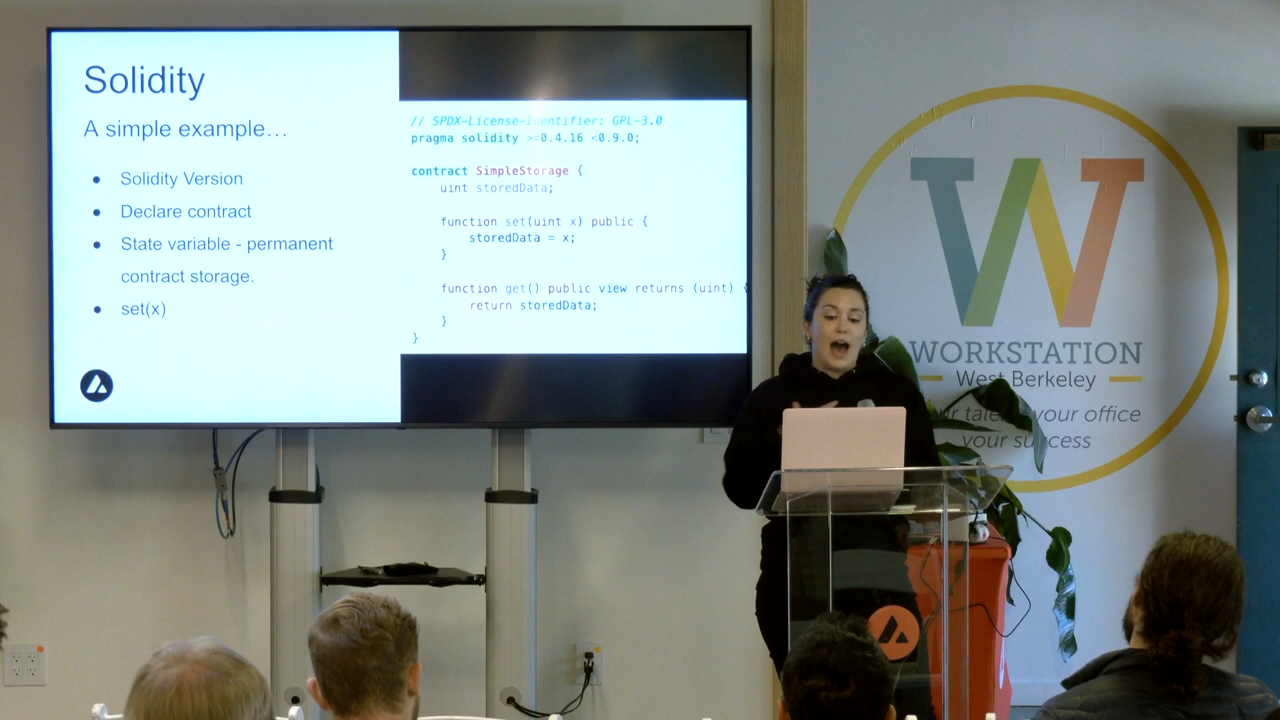 Solidity
A simple example…
Solidity Version
Declare contract
State variable - permanent
contract storage.
set(x)
// SPDX-License-Identifier: GPL-3.0
pragma solidity >=0.4.16 <0.9.0;
contract SimpleStorage {
uint storedData;
function set(uint x) public {
storedData = x;
}
function get() public view returns (uint) {
return storedData;
}
}
W
WORKSTATION
West Berkeley
your office
your success